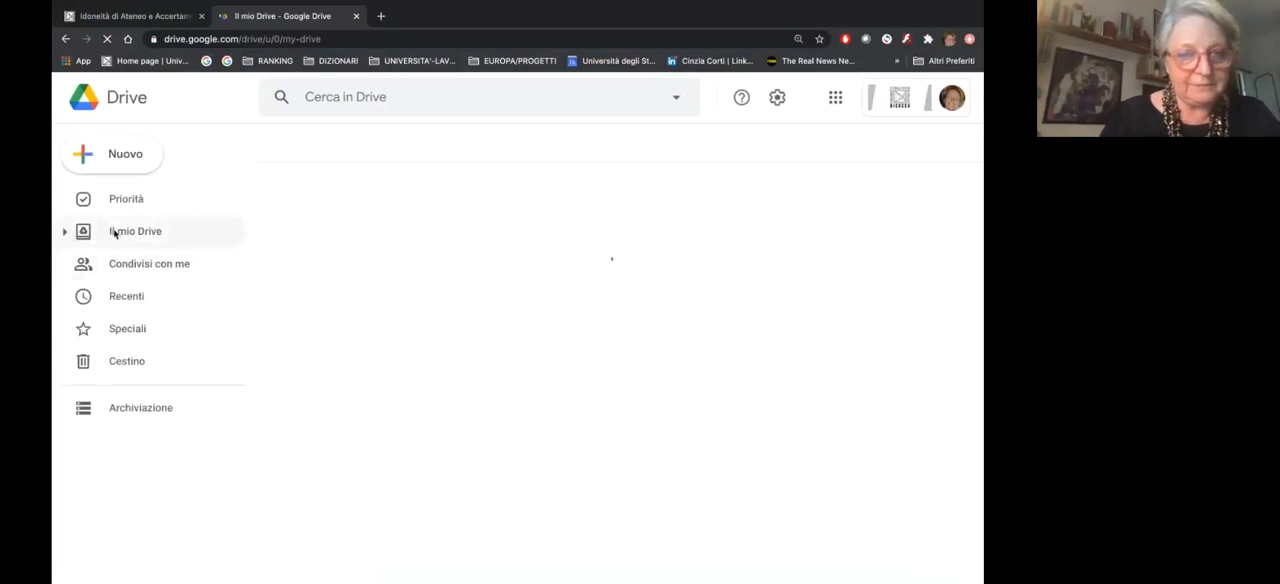 Idoneità di Ateneo e Accertam
Il mio Drive - Google Drive
drive.google.com/drive/u/0/my-drive
App
Home page | Univ...
RANKING
DIZIONARI
UNIVERSITA'-LAV...
EUROPA/PROGETTI
Università degli St...
Cinzia Corti | Link...
The Real News Ne...
»
Altri Preferiti
Drive
Cerca in Drive
BICOCCA
Nuovo
Priorità
Il mio Drive
Condivisi con me
Recenti
Speciali
Cestino
Archiviazione